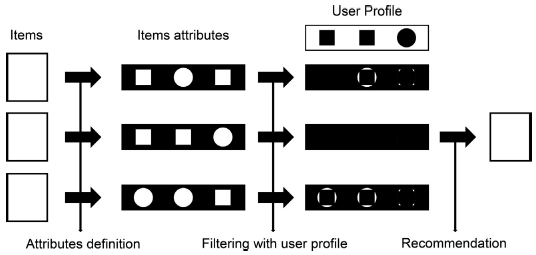 User Profile
Items
Items attributes
Attributes definition
Filtering with user profile
Recommendation